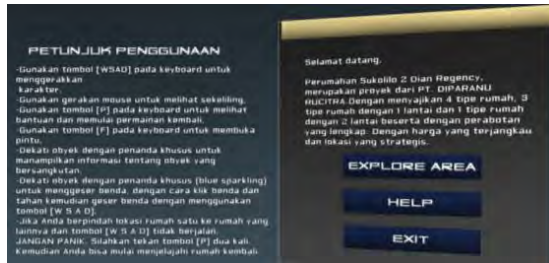 PETUNJUK PENGGUNAAN
-Gunakan tombol [WSAD] pada keyboard untuk
menggerakkan
karakter.
-Gunakan gerakan mouse untuk melihat sekeliling.
-Gunakan tombol [P] pada keyboard untuk melihat
bantuan dan memulai permainan kembali.
-Gunakan tombol [F] pada keyboard untuk membuka
pintu.
-Dekati obyek dengan penanda khusus untuk
menampilkan informasi tentang obyek yang
bersangkutan.
-Dekati obyek dengan penanda khusus (blue sparkling)
untuk menggeser benda, dengan cara klik benda dan
tahan kemudian geser benda dengan menggunakan
tombol [W S A D].
-Jika Anda berpindah lokasi rumah satu ke rumah yang
lainnya dan tombol [W S A D] tidak berjalan.
JANGAN PANIK. Silahkan tekan tombol [P] dua kali.
Kemudian Anda bisa mulai menjelajahi rumah kembali.
Selamat datang.
Perumahan Sukolilo 2 Dian Regency,
merupakan proyek dari PT. DIPARANU
RUCITRA Dengan menyajikan 4 tipe rumah, 3
tipe rumah dengan 1 lantai dan 1 tipe rumah
dengan 2 lantai beserta dengan perabotan
yang lengkap. Dengan harga yang terjangkau
dan lokasi yang strategis.
EXPLORE AREA
HELP
EXIT